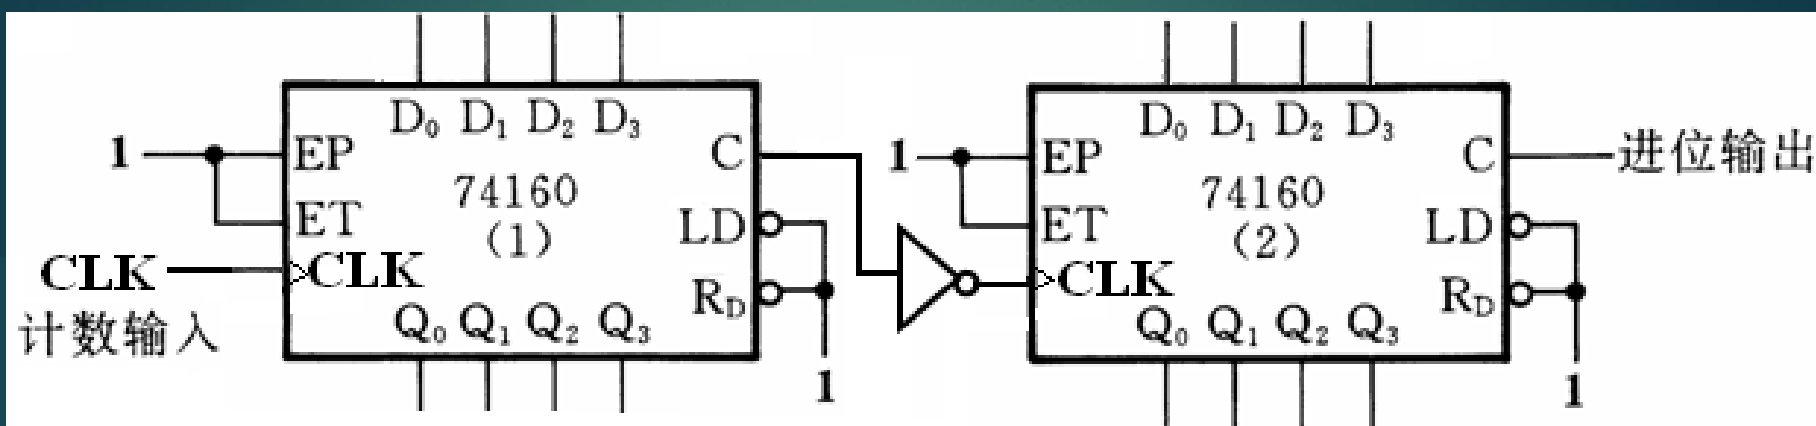 D₀ D₁ D₂ D₃
1 EP C
74160
ET (1) LD
CLK CLK
R_D
计数输入
Q₀ Q₁ Q₂ Q₃
1
D₀ D₁ D₂ D₃
1 EP C 进位输出
74160
ET (2) LD
CLK
R_D
Q₀ Q₁ Q₂ Q₃
1